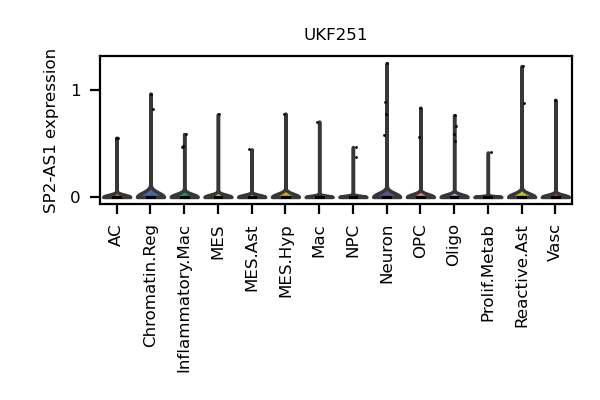 UKF251
SP2-AS1 expression
1
0
AC
Chromatin.Reg
Inflammatory.Mac
MES
MES.Ast
MES.Hyp
Mac
NPC
Neuron
OPC
Oligo
Prolif.Metab
Reactive.Ast
Vasc